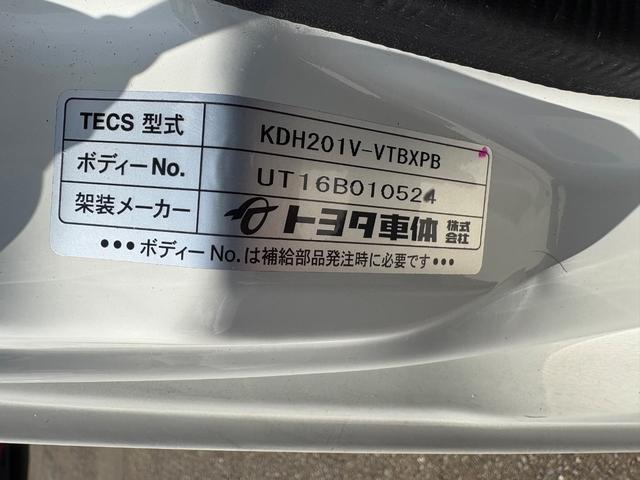 TECS 型式 KDH201V-VTBXPB
ボディーNo. UT16B010524
架装メーカー トヨタ車体 株式会社
•••ボディーNo.は補給部品発注時に必要です•••